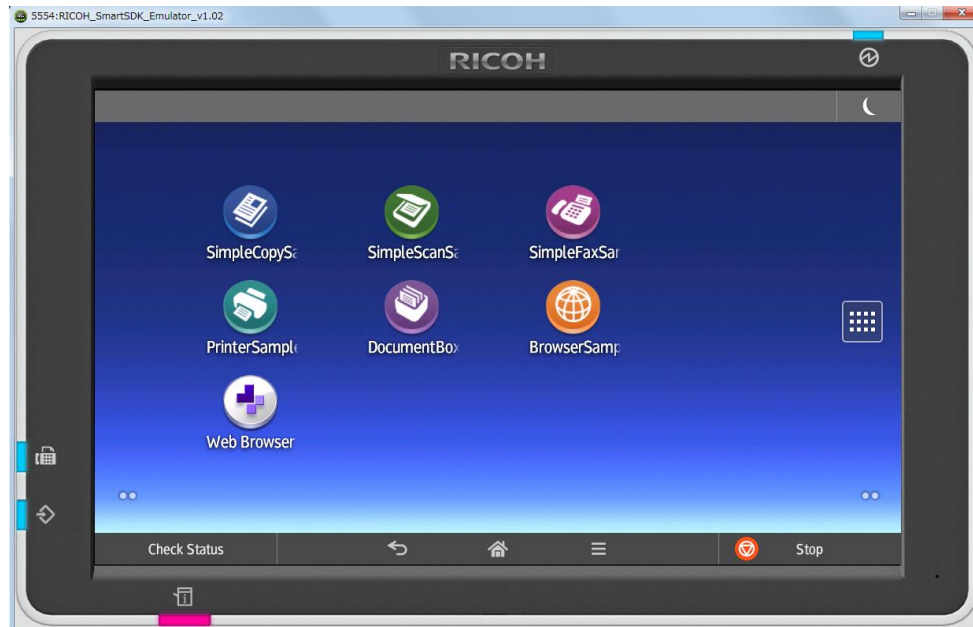 5554:RICOH_SmartSDK_Emulator_v1.02
RICOH
SimpleCopySa
SimpleScanSa
SimpleFaxSar
PrinterSample
DocumentBox
BrowserSamp
Web Browser
Check Status
Stop